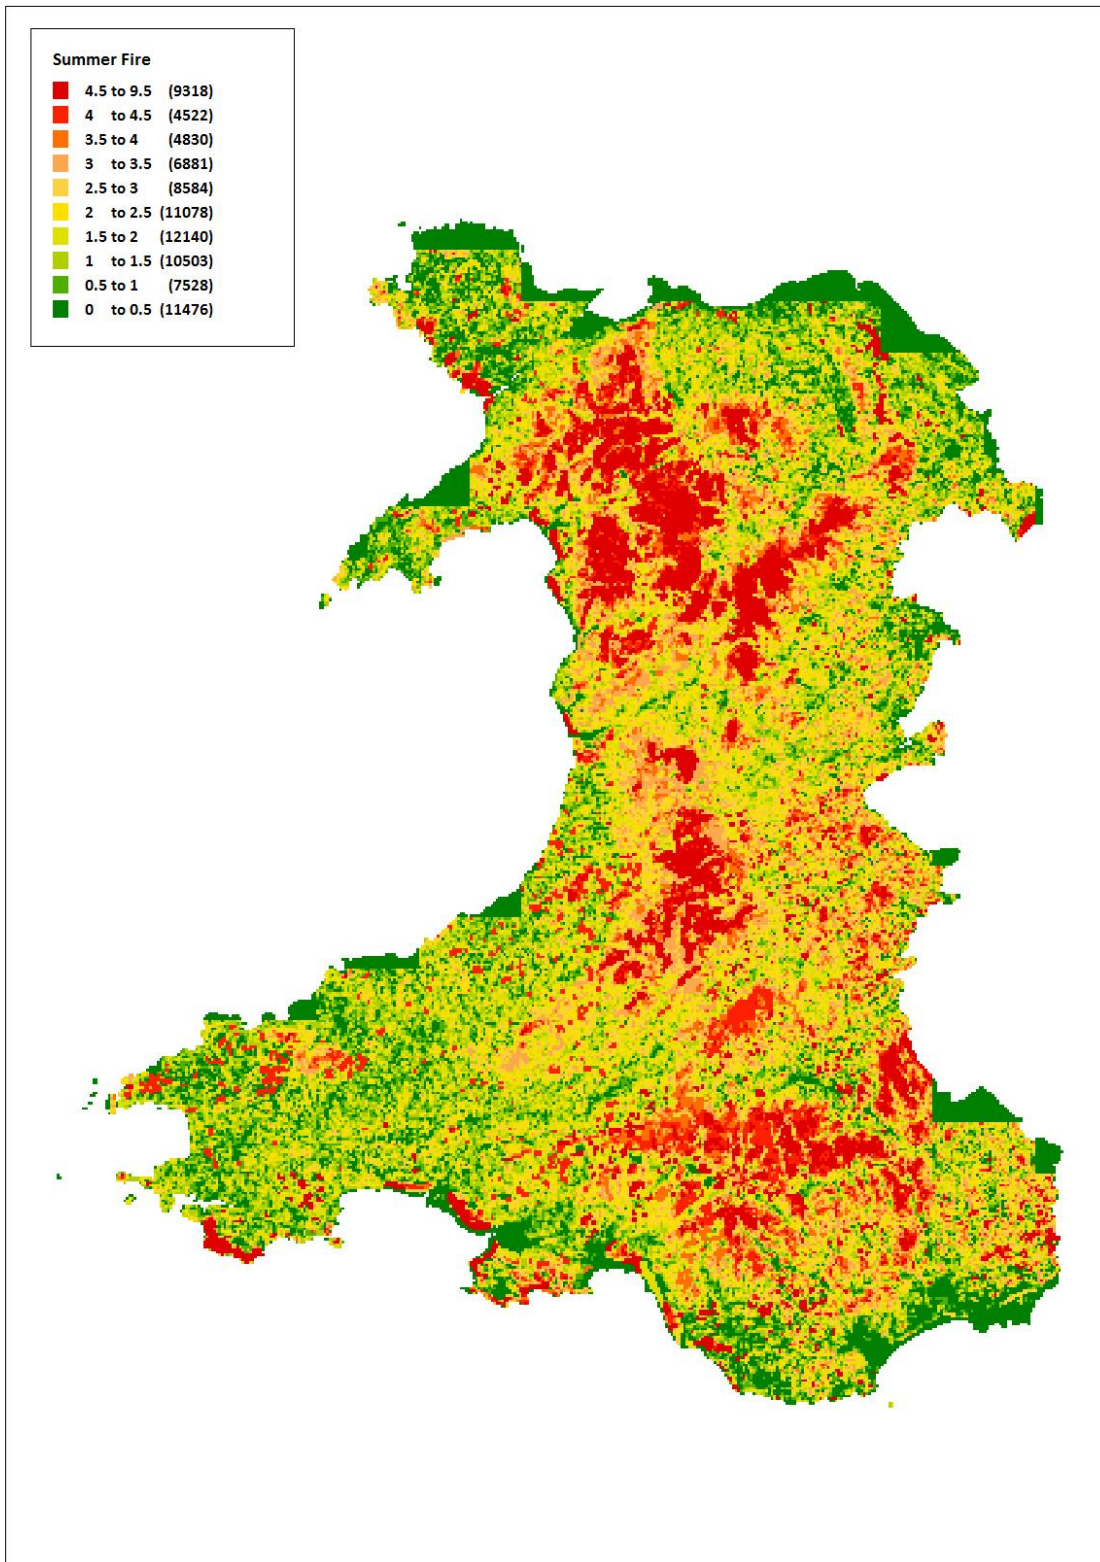 Summer Fire
4.5 to 9.5 (9318)
4 to 4.5 (4522)
3.5 to 4 (4830)
3 to 3.5 (6881)
2.5 to 3 (8584)
2 to 2.5 (11078)
1.5 to 2 (12140)
1 to 1.5 (10503)
0.5 to 1 (7528)
0 to 0.5 (11476)